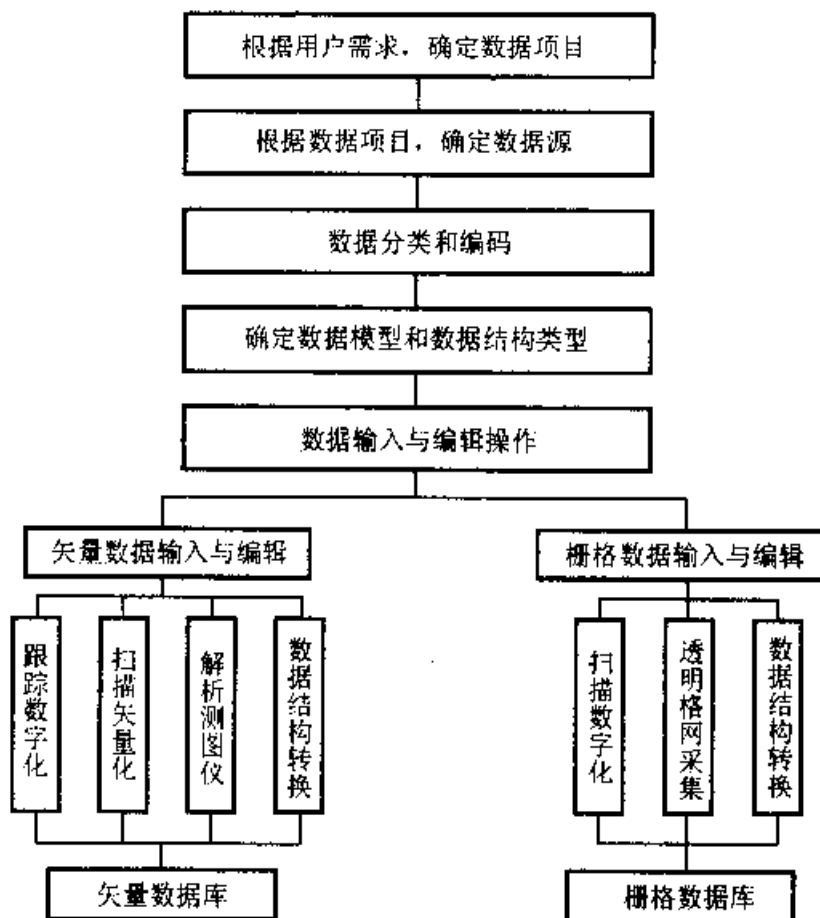 根据用户需求，确定数据项目
根据数据项目，确定数据源
数据分类和编码
确定数据模型和数据结构类型
数据输入与编辑操作
矢量数据输入与编辑
栅格数据输入与编辑
跟踪数字化
扫描矢量化
解析测图仪
数据结构转换
扫描数字化
透明格网采集
数据结构转换
矢量数据库
栅格数据库